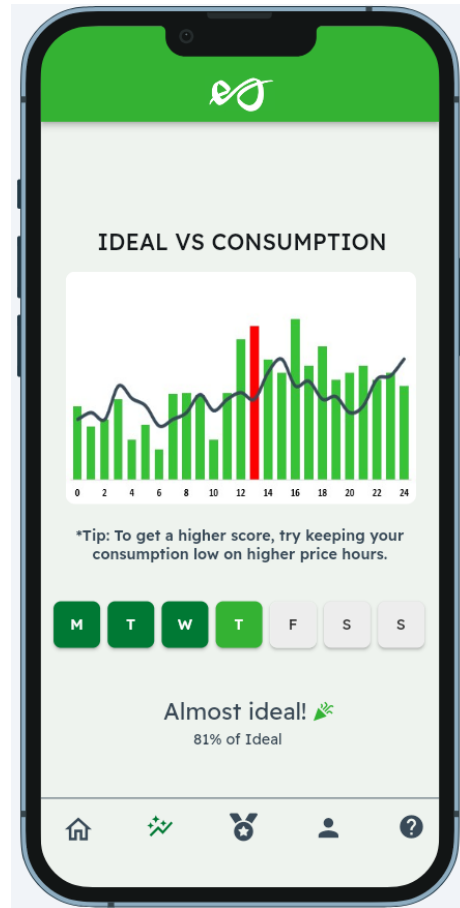 IDEAL VS CONSUMPTION
0 2 4 6 8 10 12 14 16 18 20 22 24
*Tip: To get a higher score, try keeping your
consumption low on higher price hours.
M T W T F S S
Almost ideal!
81% of Ideal